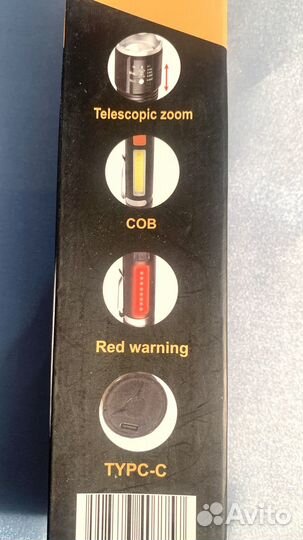 Telescopic zoom
COB
Red warning
TYPC-C
Avito